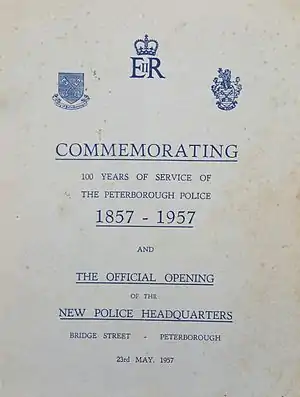 E II R
COMMEMORATING
100 YEARS OF SERVICE OF
THE PETERBOROUGH POLICE
1857 - 1957
AND
THE OFFICIAL OPENING
OF THE
NEW POLICE HEADQUARTERS
BRIDGE STREET - PETERBOROUGH
23rd MAY, 1957